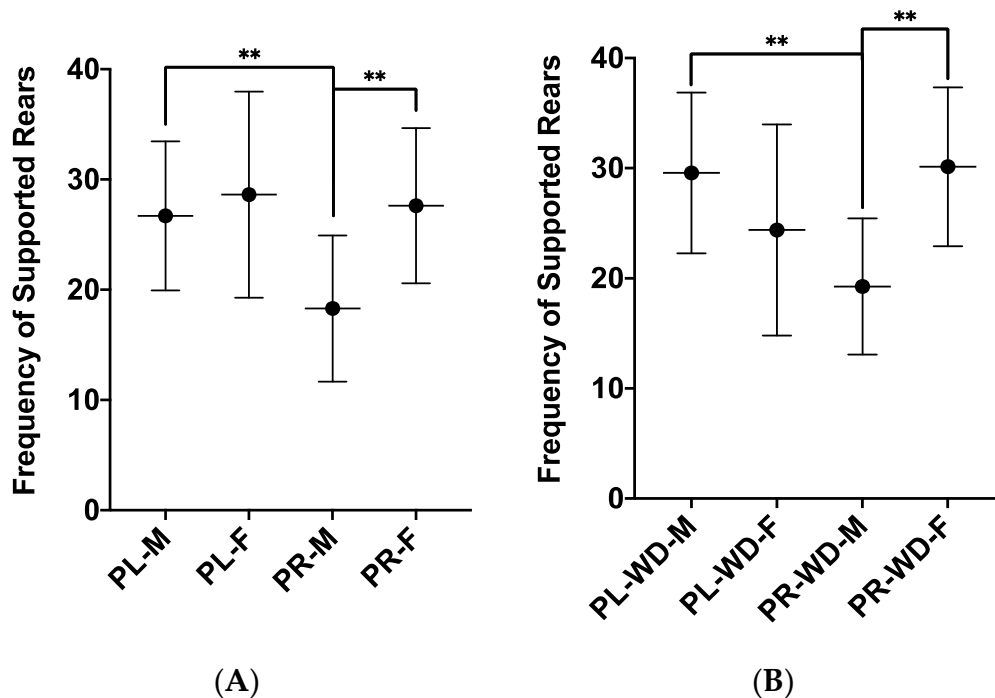 Frequency of Supported Rears
40
30
20
10
0
**
**
PL-M
PL-F
PR-M
PR-F
(A)
Frequency of Supported Rears
40
30
20
10
0
**
**
PL-WD-M
PL-WD-F
PR-WD-M
PR-WD-F
(B)